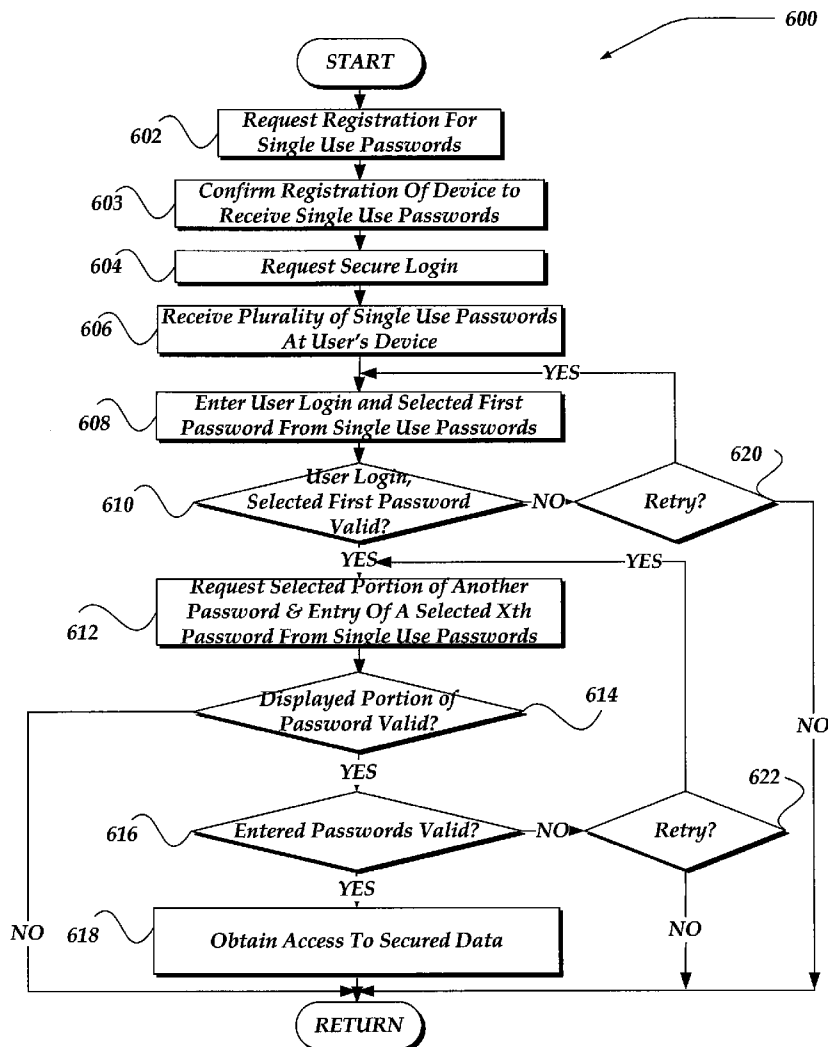 600
START
602
Request Registration For
Single Use Passwords
603
Confirm Registration Of Device to
Receive Single Use Passwords
604
Request Secure Login
606
Receive Plurality of Single Use Passwords
At User's Device
YES
608
Enter User Login and Selected First
Password From Single Use Passwords
610
User Login,
Selected First Password
Valid?
NO
Retry?
620
YES
YES
612
Request Selected Portion of Another
Password & Entry Of A Selected Xth
Password From Single Use Passwords
Displayed Portion of
Password Valid?
614
NO
YES
622
616
Entered Passwords Valid?
NO
Retry?
YES
NO
618
Obtain Access To Secured Data
NO
RETURN